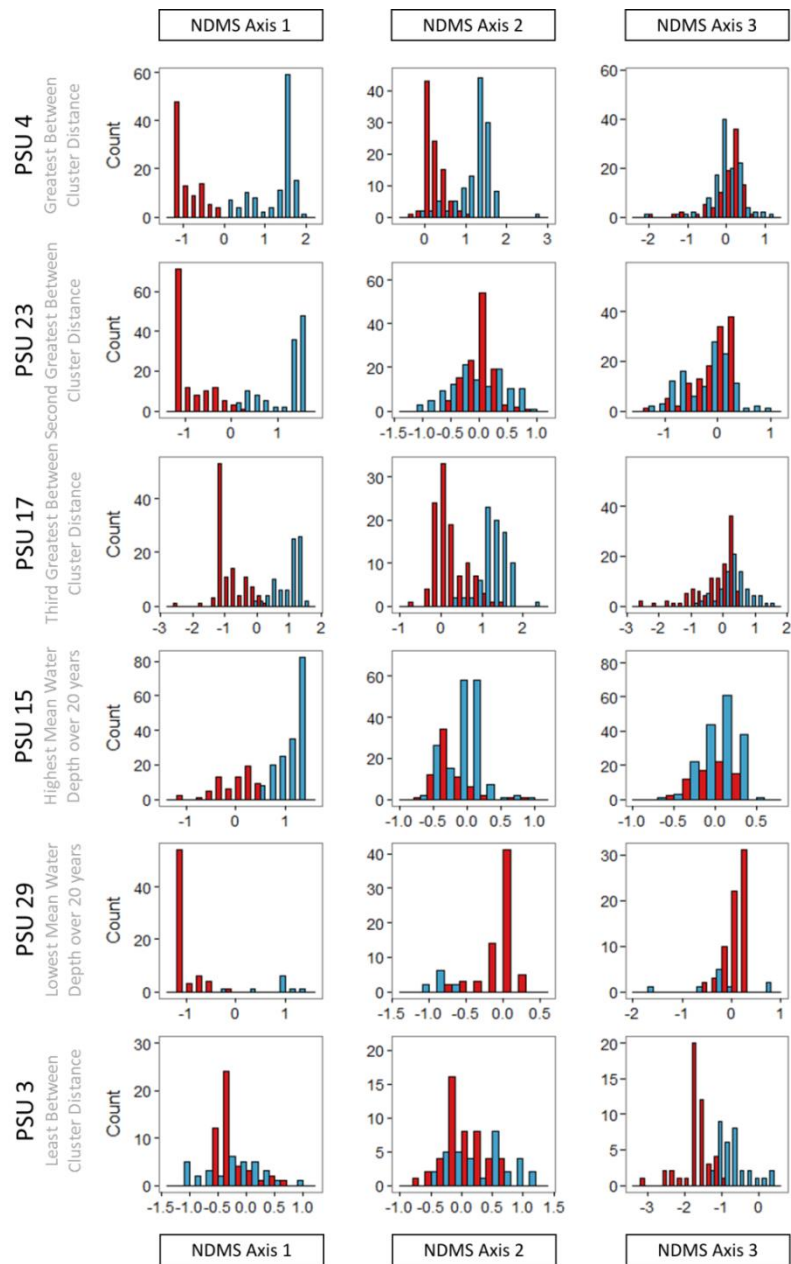 NDMS Axis 1
NDMS Axis 2
NDMS Axis 3
PSU 4
Greatest Between
Cluster Distance
Count
60
40
20
0
-1 0 1 2
40
30
20
10
0
0 1 2 3
60
40
20
0
-2 -1 0 1
PSU 23
Second Greatest Between
Cluster Distance
Count
60
40
20
0
-1 0 1
60
40
20
0
-1.5 -1.0 -0.5 0.0 0.5 1.0
60
40
20
0
-1 0 1
PSU 17
Third Greatest Between
Cluster Distance
Count
40
20
0
-3 -2 -1 0 1 2
30
20
10
0
-1 0 1 2
40
20
0
-3 -2 -1 0 1 2
PSU 15
Highest Mean Water
Depth over 20 years
Count
80
60
40
20
0
-1 0 1
60
40
20
0
-1.0 -0.5 0.0 0.5 1.0
80
60
40
20
0
-1.0 -0.5 0.0 0.5
PSU 29
Lowest Mean Water
Depth over 20 years
Count
40
20
0
-1 0 1
40
30
20
10
0
-1.5 -1.0 -0.5 0.0 0.5
30
20
10
0
-2 -1 0 1
PSU 3
Least Between
Cluster Distance
Count
30
20
10
0
-1.5 -1.0 -0.5 0.0 0.5 1.0
20
15
10
5
0
-1.0 -0.5 0.0 0.5 1.0 1.5
20
15
10
5
0
-3 -2 -1 0
NDMS Axis 1
NDMS Axis 2
NDMS Axis 3